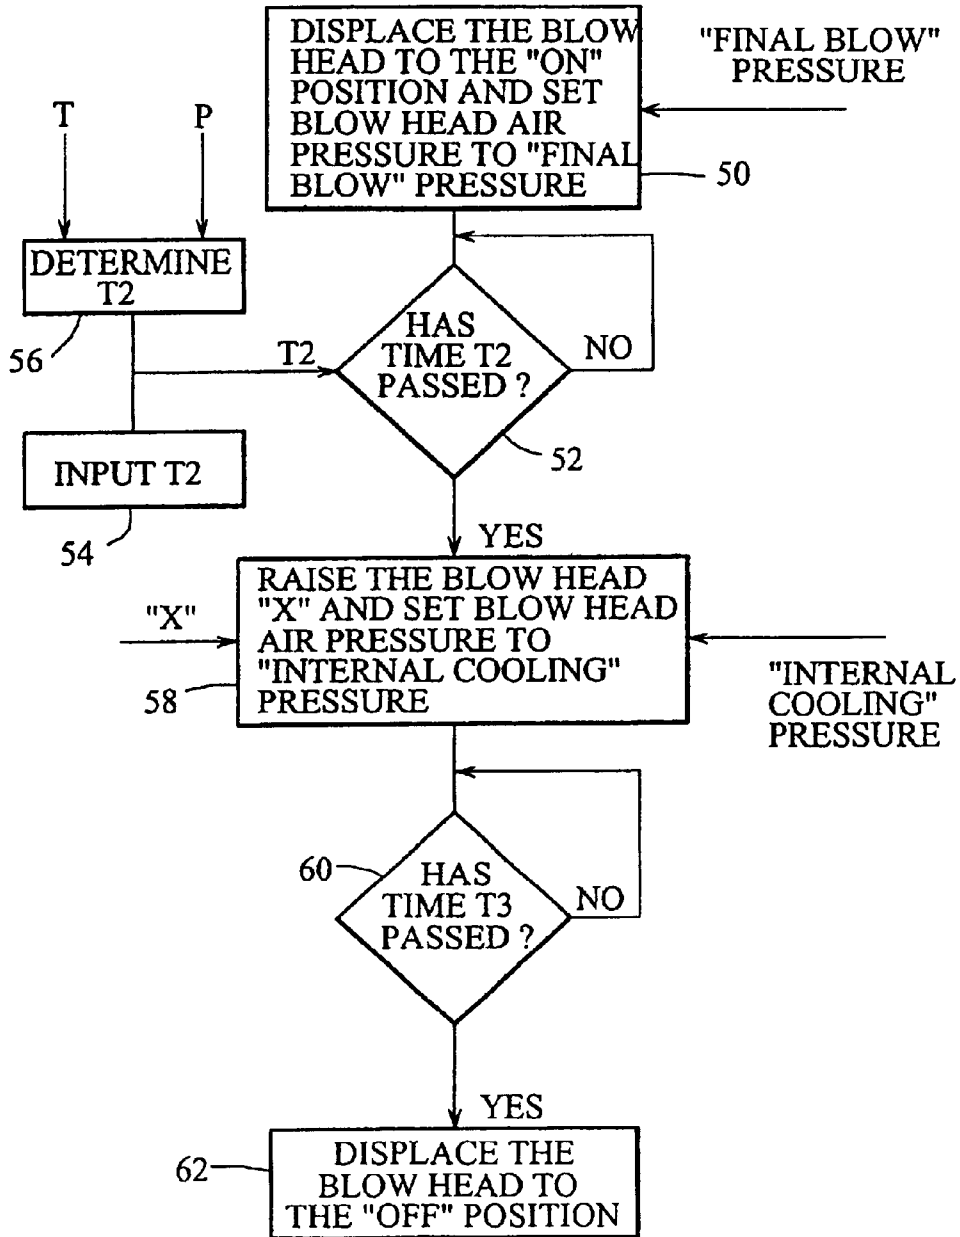 DISPLACE THE BLOW
HEAD TO THE "ON"
POSITION AND SET
BLOW HEAD AIR
PRESSURE TO "FINAL
BLOW" PRESSURE
"FINAL BLOW"
PRESSURE
50
T
P
DETERMINE
T2
56
T2
HAS
TIME T2
PASSED ?
NO
52
INPUT T2
54
YES
RAISE THE BLOW HEAD
"X" AND SET BLOW HEAD
AIR PRESSURE TO
"INTERNAL COOLING"
PRESSURE
"X"
58
"INTERNAL
COOLING"
PRESSURE
60
HAS
TIME T3
PASSED ?
NO
YES
62
DISPLACE THE
BLOW HEAD TO
THE "OFF" POSITION